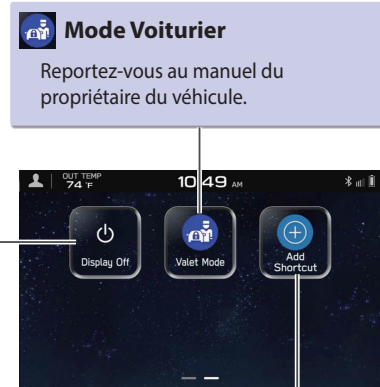 Mode Voiturier
Reportez-vous au manuel du
propriétaire du véhicule.
OUT TEMP
74 °F
10:49 AM
Display Off
Valet Mode
Add
Shortcut